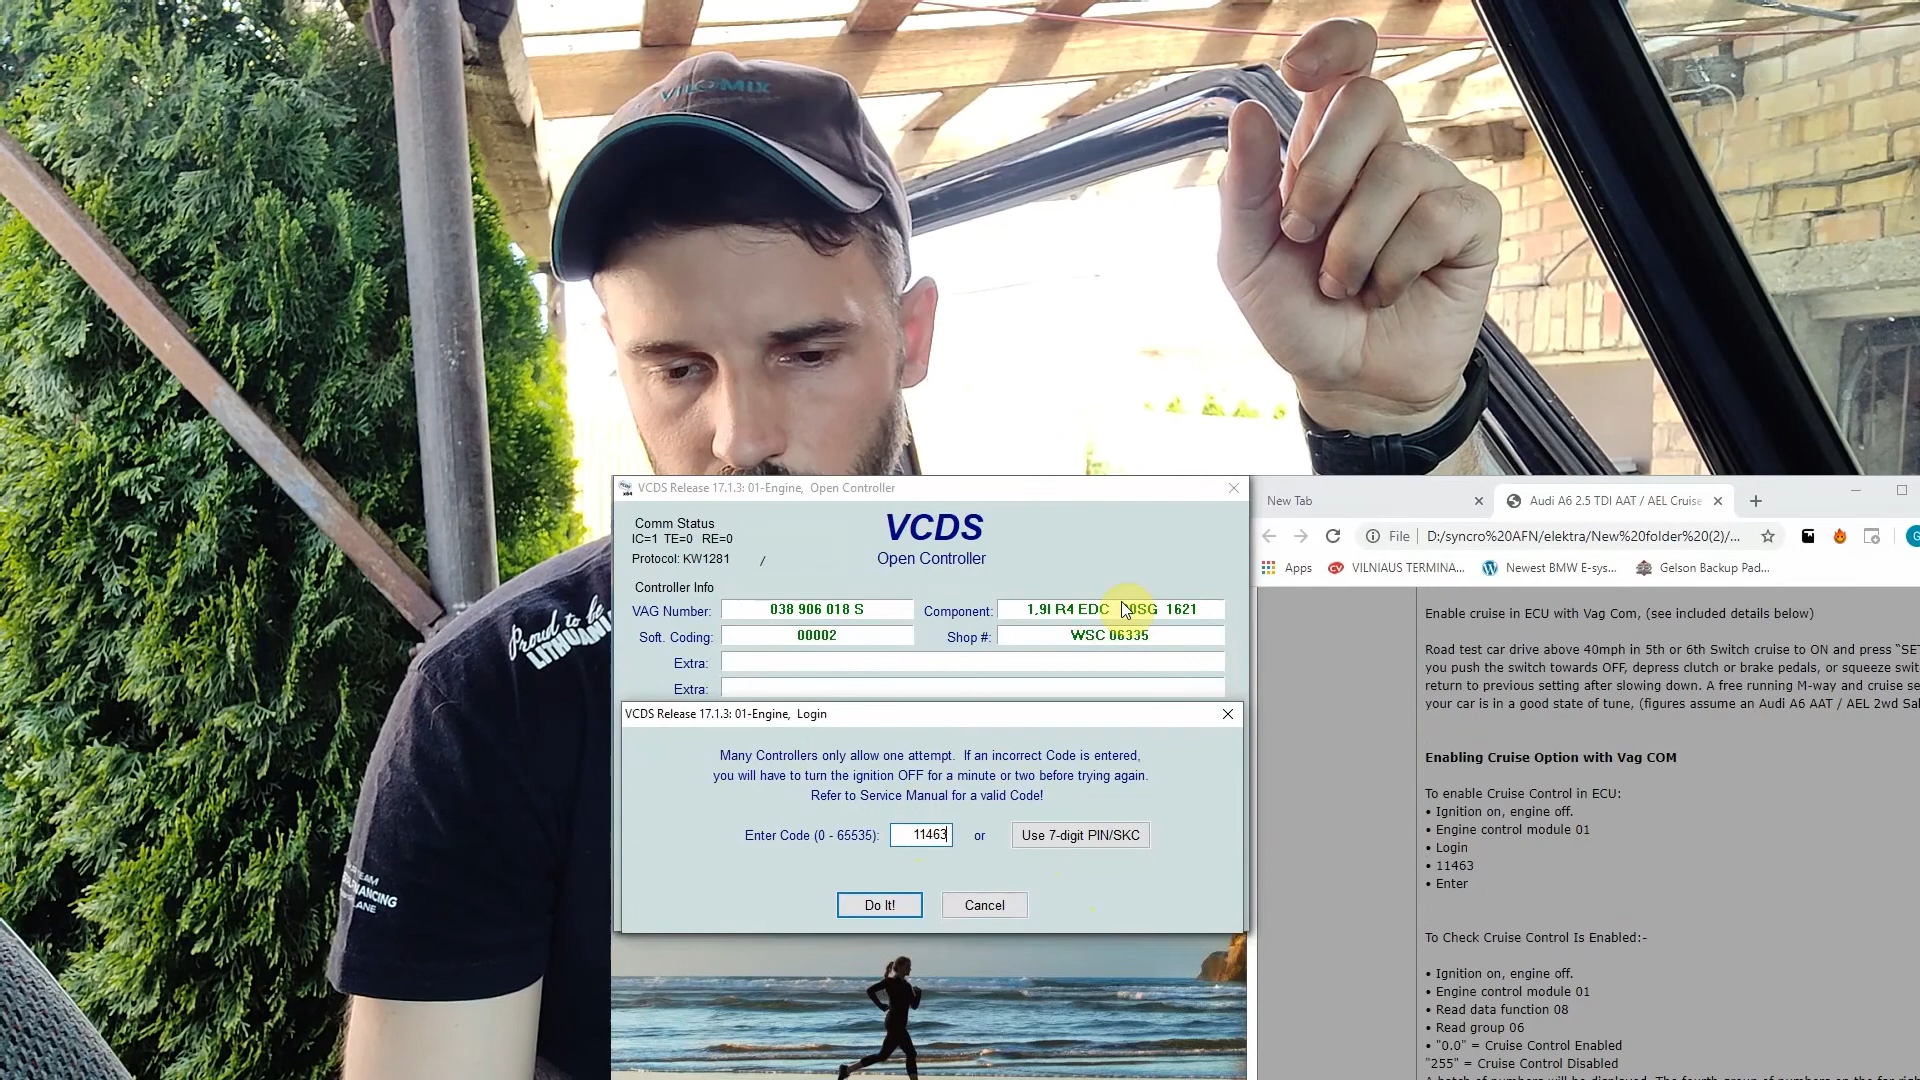 VILOMIX
Proud to be
LITHUANIA
VCDS Release 17.1.3: 01-Engine,  Open Controller
Comm Status
IC=1  TE=0  RE=0
Protocol: KW1281
/
VCDS
Open Controller
Controller Info
VAG Number:
038 906 018 S
Component:
1,9l R4 EDC
0SG  1621
Soft. Coding:
00002
Shop #:
WSC 06335
Extra:
Extra:
VCDS Release 17.1.3: 01-Engine,  Login
Many Controllers only allow one attempt.  If an incorrect Code is entered,
you will have to turn the ignition OFF for a minute or two before trying again.
Refer to Service Manual for a valid Code!
Enter Code (0 - 65535):
11463
or
Use 7-digit PIN/SKC
Do It!
Cancel
New Tab
Audi A6 2.5 TDI AAT / AEL Cruise
File
D:/syncro%20AFN/elektra/New%20folder%20(2)/...
Apps
VILNIAUS TERMINA...
Newest BMW E-sys...
Gelson Backup Pad...
Enable cruise in ECU with Vag Com, (see included details below)
Road test car drive above 40mph in 5th or 6th Switch cruise to ON and press “SET
you push the switch towards OFF, depress clutch or brake pedals, or squeeze swit
return to previous setting after slowing down. A free running M-way and cruise se
your car is in a good state of tune, (figures assume an Audi A6 AAT / AEL 2wd Sal
Enabling Cruise Option with Vag COM
To enable Cruise Control in ECU:
• Ignition on, engine off.
• Engine control module 01
• Login
• 11463
• Enter
To Check Cruise Control Is Enabled:-
• Ignition on, engine off.
• Engine control module 01
• Read data function 08
• Read group 06
• "0.0" = Cruise Control Enabled
"255" = Cruise Control Disabled